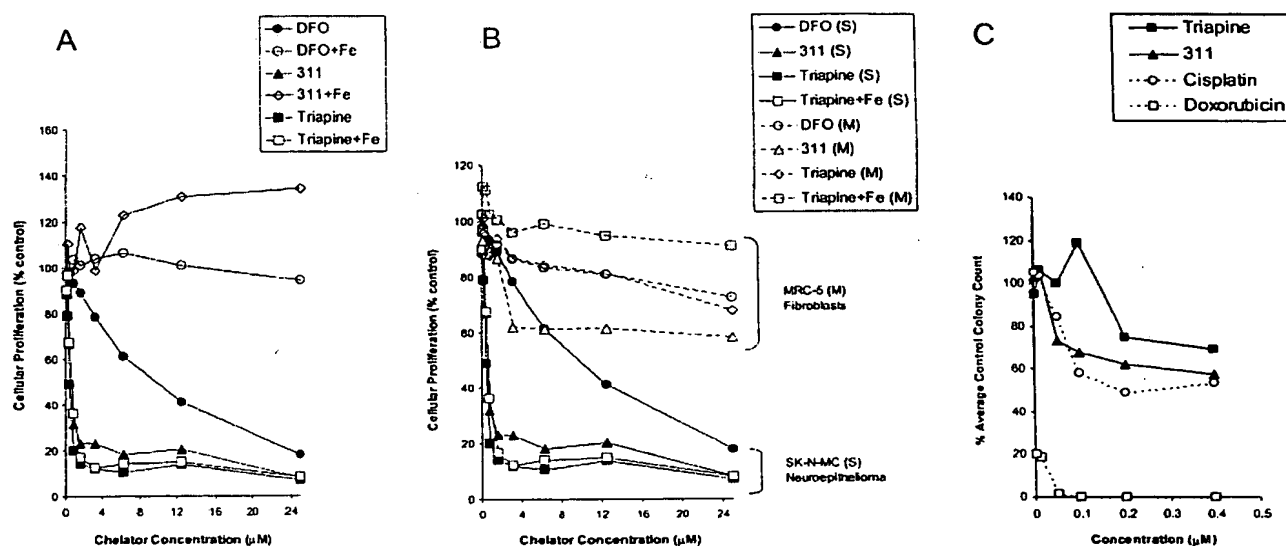 A
DFO
DFO+Fe
311
311+Fe
Triapine
Triapine+Fe
160
140
120
100
80
60
40
20
0
Cellular Proliferation (% control)
0
4
8
12
16
20
24
Chelator Concentration (μM)
B
DFO (S)
311 (S)
Triapine (S)
Triapine+Fe (S)
DFO (M)
311 (M)
Triapine (M)
Triapine+Fe (M)
120
100
80
60
40
20
0
Cellular Proliferation (% control)
0
4
8
12
16
20
24
Chelator Concentration (μM)
MRC-5 (M)
Fibroblasts
SK-N-MC (S)
Neuroepithelioma
C
Triapine
311
Cisplatin
Doxorubicin
140
120
100
80
60
40
20
0
% Average Control Colony Count
0
0.1
0.2
0.3
0.4
0.5
Concentration (μM)